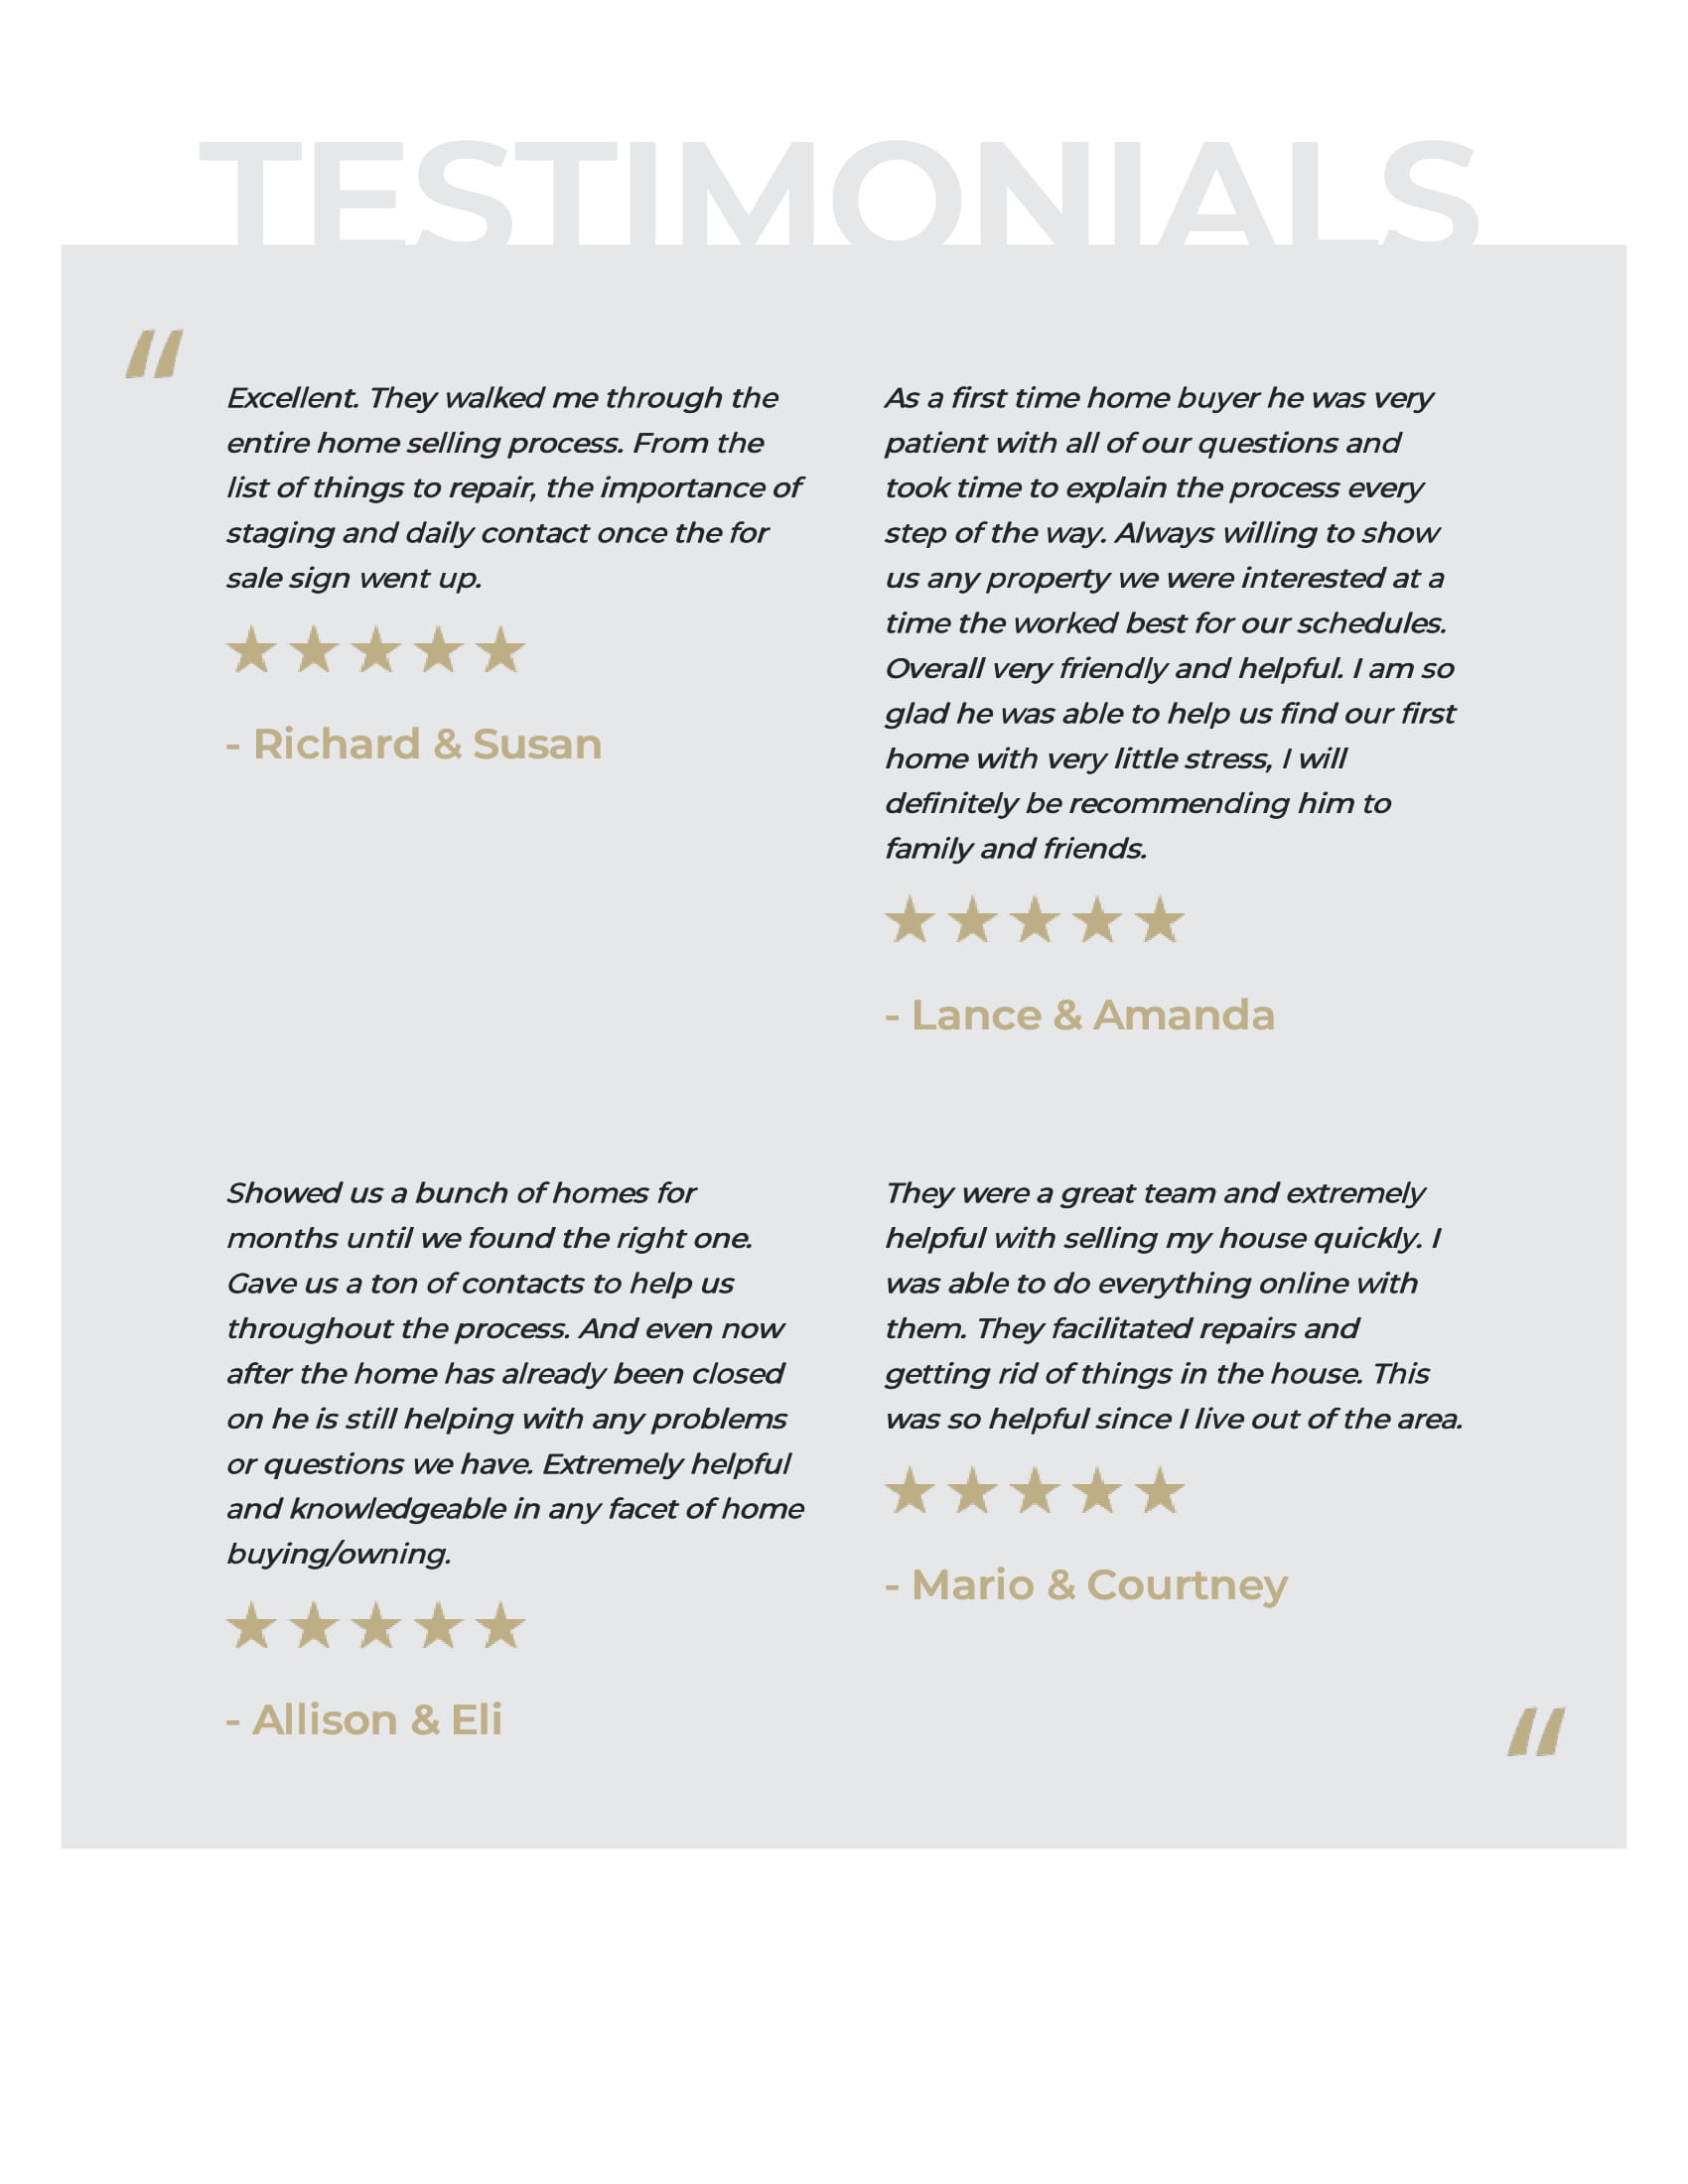 TESTIMONIALS
“
Excellent. They walked me through the
entire home selling process. From the
list of things to repair, the importance of
staging and daily contact once the for
sale sign went up.
★★★★★
- Richard & Susan
As a first time home buyer he was very
patient with all of our questions and
took time to explain the process every
step of the way. Always willing to show
us any property we were interested at a
time the worked best for our schedules.
Overall very friendly and helpful. I am so
glad he was able to help us find our first
home with very little stress, I will
definitely be recommending him to
family and friends.
★★★★★
- Lance & Amanda
Showed us a bunch of homes for
months until we found the right one.
Gave us a ton of contacts to help us
throughout the process. And even now
after the home has already been closed
on he is still helping with any problems
or questions we have. Extremely helpful
and knowledgeable in any facet of home
buying/owning.
★★★★★
- Allison & Eli
They were a great team and extremely
helpful with selling my house quickly. I
was able to do everything online with
them. They facilitated repairs and
getting rid of things in the house. This
was so helpful since I live out of the area.
★★★★★
- Mario & Courtney
“